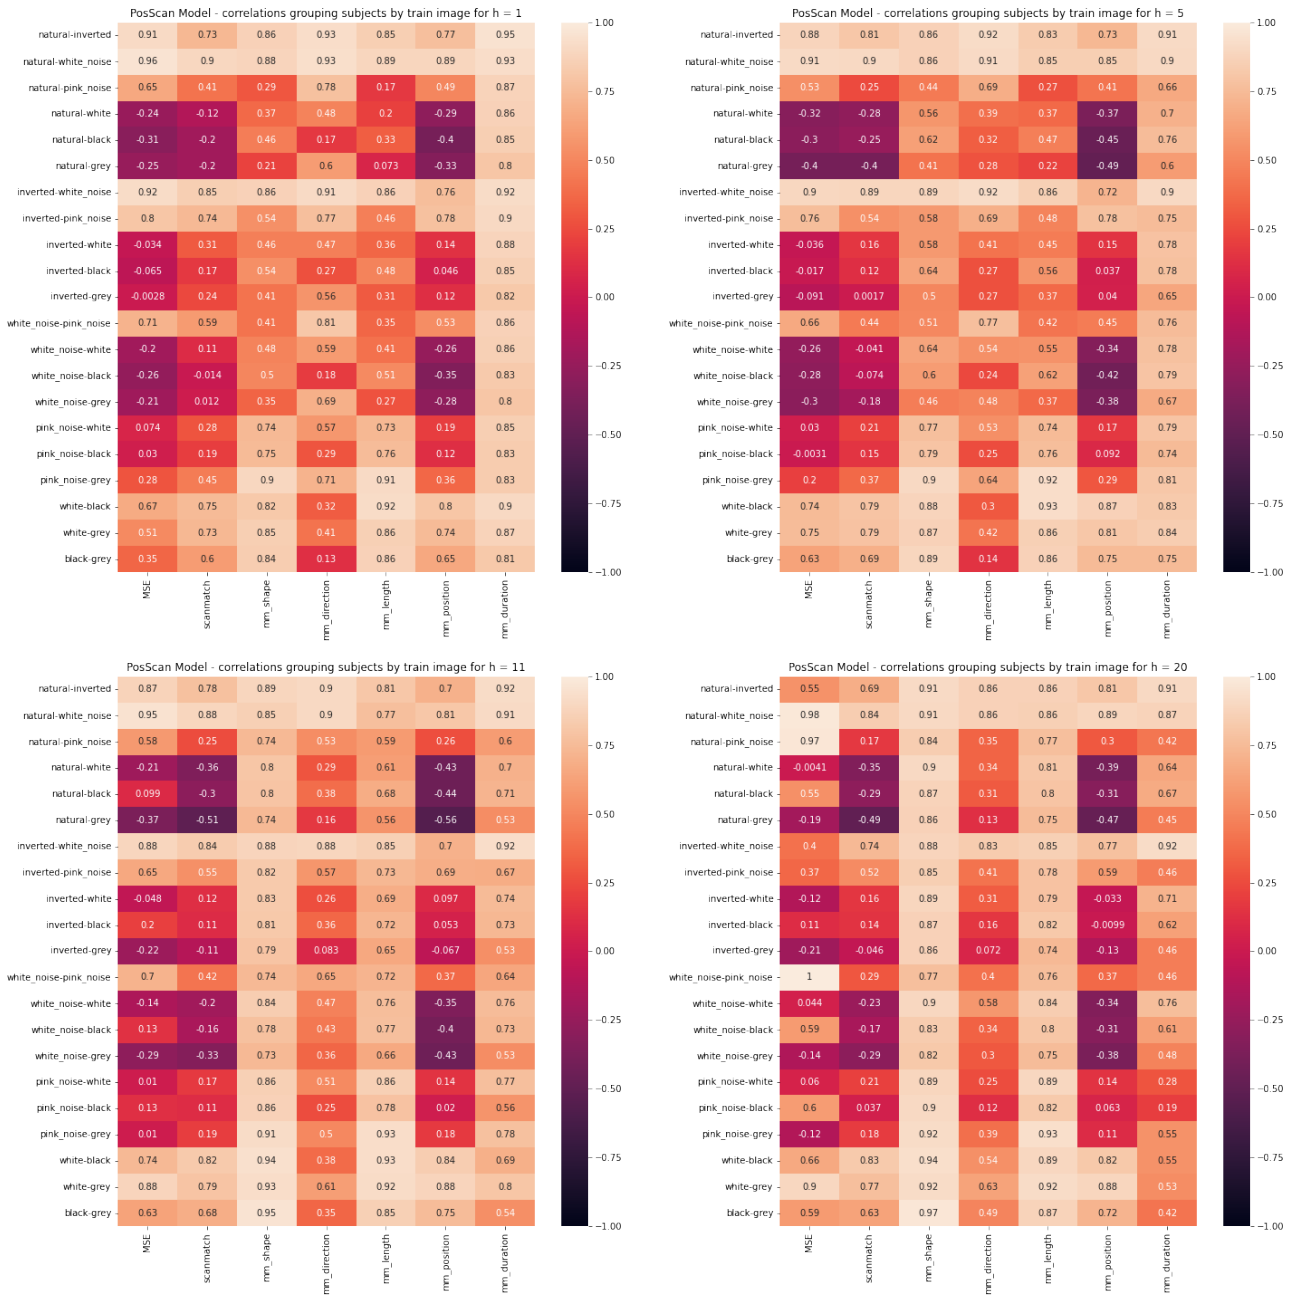 PosScan Model - correlations grouping subjects by train image for h = 1
natural-inverted 0.91 0.73 0.86 0.93 0.85 0.77 0.95
natural-white_noise 0.96 0.9 0.88 0.93 0.89 0.89 0.93
natural-pink_noise 0.65 0.41 0.29 0.78 0.17 0.49 0.87
natural-white -0.24 -0.12 0.37 0.48 0.2 -0.29 0.86
natural-black -0.31 -0.2 0.46 0.17 0.33 -0.4 0.85
natural-grey -0.25 -0.2 0.21 0.6 0.073 -0.33 0.8
inverted-white_noise 0.92 0.85 0.86 0.91 0.86 0.76 0.92
inverted-pink_noise 0.8 0.74 0.54 0.77 0.46 0.78 0.9
inverted-white -0.034 0.31 0.46 0.47 0.36 0.14 0.88
inverted-black -0.065 0.17 0.54 0.27 0.48 0.046 0.85
inverted-grey -0.0028 0.24 0.41 0.56 0.31 0.12 0.82
white_noise-pink_noise 0.71 0.59 0.41 0.81 0.35 0.53 0.86
white_noise-white -0.2 0.11 0.48 0.59 0.41 -0.26 0.86
white_noise-black -0.26 -0.014 0.5 0.18 0.51 -0.35 0.83
white_noise-grey -0.21 0.012 0.35 0.69 0.27 -0.28 0.8
pink_noise-white 0.074 0.28 0.74 0.57 0.73 0.19 0.85
pink_noise-black 0.03 0.19 0.75 0.29 0.76 0.12 0.83
pink_noise-grey 0.28 0.45 0.9 0.71 0.91 0.36 0.83
white-black 0.67 0.75 0.82 0.32 0.92 0.8 0.9
white-grey 0.51 0.73 0.85 0.41 0.86 0.74 0.87
black-grey 0.35 0.6 0.84 0.13 0.86 0.65 0.81
MSE scanmatch mm_shape mm_direction mm_length mm_position mm_duration
1.00
0.75
0.50
0.25
0.00
−0.25
−0.50
−0.75
−1.00
PosScan Model - correlations grouping subjects by train image for h = 5
natural-inverted 0.88 0.81 0.86 0.92 0.83 0.73 0.91
natural-white_noise 0.91 0.9 0.86 0.91 0.85 0.85 0.9
natural-pink_noise 0.53 0.25 0.44 0.69 0.27 0.41 0.66
natural-white -0.32 -0.28 0.56 0.39 0.37 -0.37 0.7
natural-black -0.3 -0.25 0.62 0.32 0.47 -0.45 0.76
natural-grey -0.4 -0.4 0.41 0.28 0.22 -0.49 0.6
inverted-white_noise 0.9 0.89 0.89 0.92 0.86 0.72 0.9
inverted-pink_noise 0.76 0.54 0.58 0.69 0.48 0.78 0.75
inverted-white -0.036 0.16 0.58 0.41 0.45 0.15 0.78
inverted-black -0.017 0.12 0.64 0.27 0.56 0.037 0.78
inverted-grey -0.091 0.0017 0.5 0.27 0.37 0.04 0.65
white_noise-pink_noise 0.66 0.44 0.51 0.77 0.42 0.45 0.76
white_noise-white -0.26 -0.041 0.64 0.54 0.55 -0.34 0.78
white_noise-black -0.28 -0.074 0.6 0.24 0.62 -0.42 0.79
white_noise-grey -0.3 -0.18 0.46 0.48 0.37 -0.38 0.67
pink_noise-white 0.03 0.21 0.77 0.53 0.74 0.17 0.79
pink_noise-black -0.0031 0.15 0.79 0.25 0.76 0.092 0.74
pink_noise-grey 0.2 0.37 0.9 0.64 0.92 0.29 0.81
white-black 0.74 0.79 0.88 0.3 0.93 0.87 0.83
white-grey 0.75 0.79 0.87 0.42 0.86 0.81 0.84
black-grey 0.63 0.69 0.89 0.14 0.86 0.75 0.75
MSE scanmatch mm_shape mm_direction mm_length mm_position mm_duration
1.00
0.75
0.50
0.25
0.00
−0.25
−0.50
−0.75
−1.00
PosScan Model - correlations grouping subjects by train image for h = 11
natural-inverted 0.87 0.78 0.89 0.9 0.81 0.7 0.92
natural-white_noise 0.95 0.88 0.85 0.9 0.77 0.81 0.91
natural-pink_noise 0.58 0.25 0.74 0.53 0.59 0.26 0.6
natural-white -0.21 -0.36 0.8 0.29 0.61 -0.43 0.7
natural-black 0.099 -0.3 0.8 0.38 0.68 -0.44 0.71
natural-grey -0.37 -0.51 0.74 0.16 0.56 -0.56 0.53
inverted-white_noise 0.88 0.84 0.88 0.88 0.85 0.7 0.92
inverted-pink_noise 0.65 0.55 0.82 0.57 0.73 0.69 0.67
inverted-white -0.048 0.12 0.83 0.26 0.69 0.097 0.74
inverted-black 0.2 0.11 0.81 0.36 0.72 0.053 0.73
inverted-grey -0.22 -0.11 0.79 0.083 0.65 -0.067 0.53
white_noise-pink_noise 0.7 0.42 0.74 0.65 0.72 0.37 0.64
white_noise-white -0.14 -0.2 0.84 0.47 0.76 -0.35 0.76
white_noise-black 0.13 -0.16 0.78 0.43 0.77 -0.4 0.73
white_noise-grey -0.29 -0.33 0.73 0.36 0.66 -0.43 0.53
pink_noise-white 0.01 0.17 0.86 0.51 0.86 0.14 0.77
pink_noise-black 0.13 0.11 0.86 0.25 0.78 0.02 0.56
pink_noise-grey 0.01 0.19 0.91 0.5 0.93 0.18 0.78
white-black 0.74 0.82 0.94 0.38 0.93 0.84 0.69
white-grey 0.88 0.79 0.93 0.61 0.92 0.88 0.8
black-grey 0.63 0.68 0.95 0.35 0.85 0.75 0.54
MSE scanmatch mm_shape mm_direction mm_length mm_position mm_duration
1.00
0.75
0.50
0.25
0.00
−0.25
−0.50
−0.75
−1.00
PosScan Model - correlations grouping subjects by train image for h = 20
natural-inverted 0.55 0.69 0.91 0.86 0.86 0.81 0.91
natural-white_noise 0.98 0.84 0.91 0.86 0.86 0.89 0.87
natural-pink_noise 0.97 0.17 0.84 0.35 0.77 0.3 0.42
natural-white -0.0041 -0.35 0.9 0.34 0.81 -0.39 0.64
natural-black 0.55 -0.29 0.87 0.31 0.8 -0.31 0.67
natural-grey -0.19 -0.49 0.86 0.13 0.75 -0.47 0.45
inverted-white_noise 0.4 0.74 0.88 0.83 0.85 0.77 0.92
inverted-pink_noise 0.37 0.52 0.85 0.41 0.78 0.59 0.46
inverted-white -0.12 0.16 0.89 0.31 0.79 -0.033 0.71
inverted-black 0.11 0.14 0.87 0.16 0.82 -0.0099 0.62
inverted-grey -0.21 -0.046 0.86 0.072 0.74 -0.13 0.46
white_noise-pink_noise 1 0.29 0.77 0.4 0.76 0.37 0.46
white_noise-white 0.044 -0.23 0.9 0.58 0.84 -0.34 0.76
white_noise-black 0.59 -0.17 0.83 0.34 0.8 -0.31 0.61
white_noise-grey -0.14 -0.29 0.82 0.3 0.75 -0.38 0.48
pink_noise-white 0.06 0.21 0.89 0.25 0.89 0.14 0.28
pink_noise-black 0.6 0.037 0.9 0.12 0.82 0.063 0.19
pink_noise-grey -0.12 0.18 0.92 0.39 0.93 0.11 0.55
white-black 0.66 0.83 0.94 0.54 0.89 0.82 0.55
white-grey 0.9 0.77 0.92 0.63 0.92 0.88 0.53
black-grey 0.59 0.63 0.97 0.49 0.87 0.72 0.42
MSE scanmatch mm_shape mm_direction mm_length mm_position mm_duration
1.00
0.75
0.50
0.25
0.00
−0.25
−0.50
−0.75
−1.00